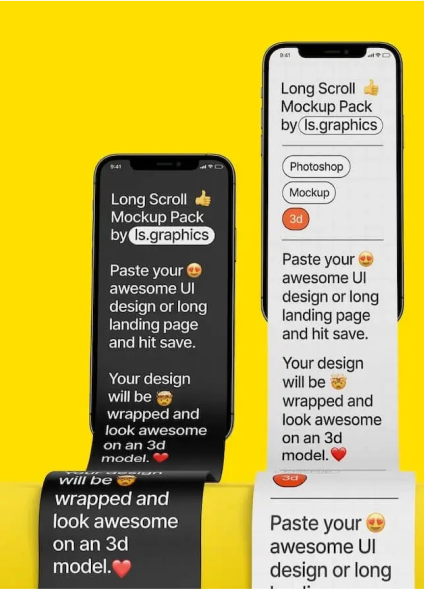 9:41
Long Scroll 👍
Mockup Pack
by ls.graphics
Paste your 😍
awesome UI
design or long
landing page
and hit save.
Your design
will be 🤯
wrapped and
look awesome
on an 3d
model.❤️
will be 🤯
wrapped and
look awesome
on an 3d
model.❤️
9:41
Long Scroll 👍
Mockup Pack
by ls.graphics
Photoshop
Mockup
3d
Paste your 😍
awesome UI
design or long
landing page
and hit save.
Your design
will be 🤯
wrapped and
look awesome
on an 3d
model.❤️
3d
Paste your 😍
awesome UI
design or long